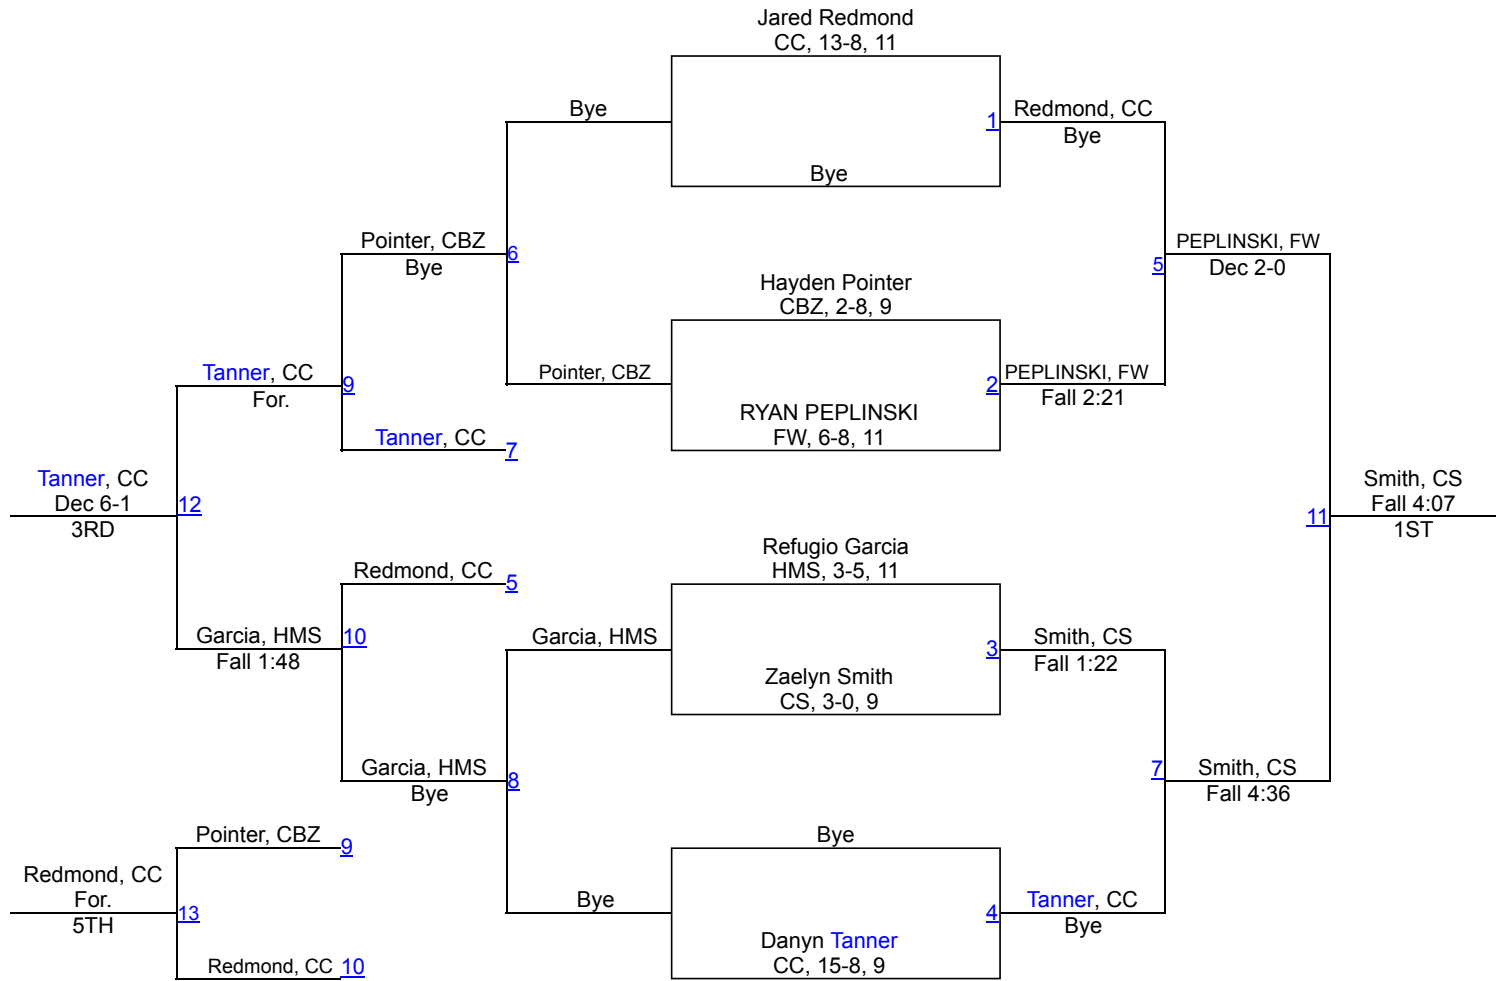 Jared Redmond
CC, 13-8, 11
Bye
1
Redmond, CC
Bye
Bye
Pointer, CBZ
Bye
6
PEPLINSKI, FW
Dec 2-0
5
Hayden Pointer
CBZ, 2-8, 9
Tanner, CC
For.
9
Pointer, CBZ
2
PEPLINSKI, FW
Fall 2:21
RYAN PEPLINSKI
FW, 6-8, 11
Tanner, CC
7
Tanner, CC
Dec 6-1
3RD
12
Smith, CS
Fall 4:07
1ST
11
Refugio Garcia
HMS, 3-5, 11
Redmond, CC
5
Garcia, HMS
Fall 1:48
10
Garcia, HMS
3
Smith, CS
Fall 1:22
Zaelyn Smith
CS, 3-0, 9
Garcia, HMS
Bye
8
7
Smith, CS
Fall 4:36
Pointer, CBZ
9
Bye
Redmond, CC
For.
5TH
13
Bye
4
Tanner, CC
Bye
Danyn Tanner
CC, 15-8, 9
Redmond, CC
10